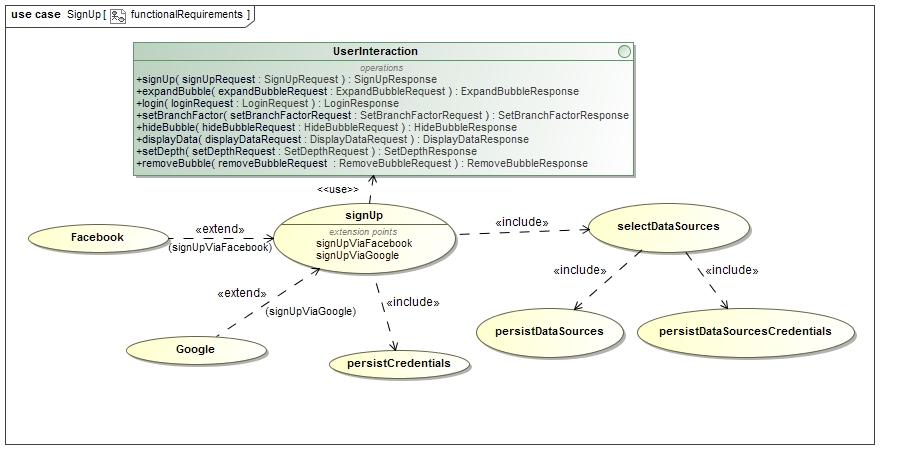 use case SignUp [ functionalRequirements ]
UserInteraction
operations
+signUp( signUpRequest : SignUpRequest ) : SignUpResponse
+expandBubble( expandBubbleRequest : ExpandBubbleRequest ) : ExpandBubbleResponse
+login( loginRequest : LoginRequest ) : LoginResponse
+setBranchFactor( setBranchFactorRequest : SetBranchFactorRequest ) : SetBranchFactorResponse
+hideBubble( hideBubbleRequest : HideBubbleRequest ) : HideBubbleResponse
+displayData( displayDataRequest : DisplayDataRequest ) : DisplayDataResponse
+setDepth( setDepthRequest : SetDepthRequest ) : SetDepthResponse
+removeBubble( removeBubbleRequest : RemoveBubbleRequest ) : RemoveBubbleResponse
<<use>>
signUp
extension points
signUpViaFacebook
signUpViaGoogle
Facebook
«extend»
(signUpViaFacebook)
«include»
selectDataSources
«extend»
(signUpViaGoogle)
Google
«include»
persistCredentials
«include»
«include»
persistDataSources
persistDataSourcesCredentials